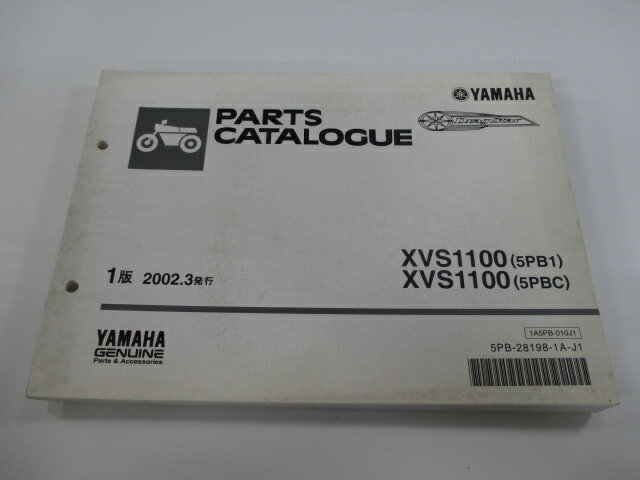 YAMAHA
PARTS
CATALOGUE
DragStar
XVS1100 (5PB1)
XVS1100 (5PBC)
1版 2002.3発行
1A5PB-010J1
5PB-28198-1A-J1
YAMAHA
GENUINE
Parts & Accessories